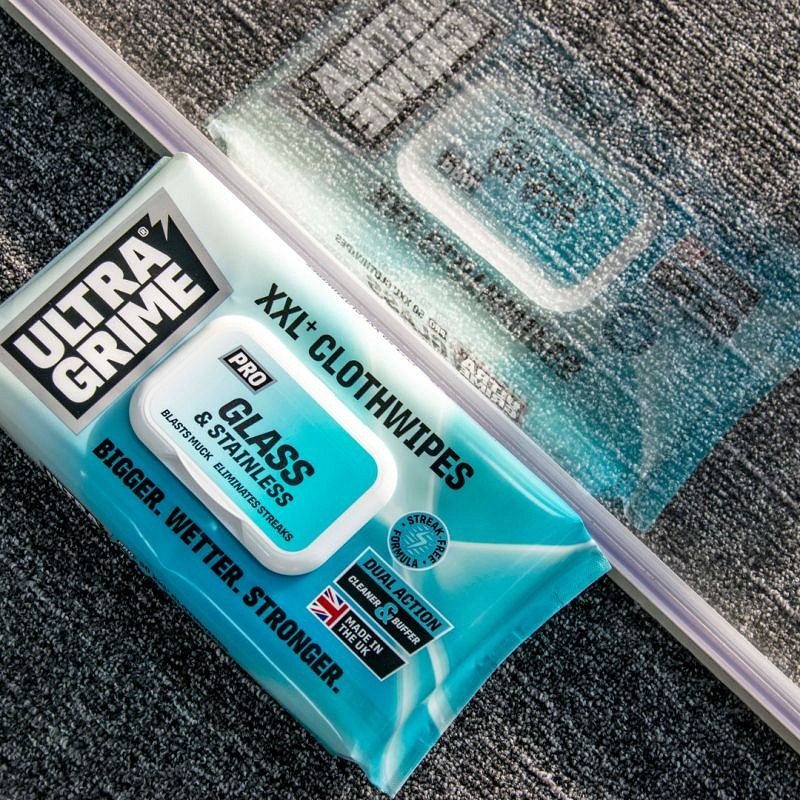 ULTRA
GRIME®
XXL+ CLOTHWIPES
PRO
GLASS
& STAINLESS
BLASTS MUCK ELIMINATES STREAKS
BIGGER. WETTER. STRONGER.
STREAK FREE
FORMULA
DUAL ACTION
CLEANER & BUFFER
MADE IN
THE UK